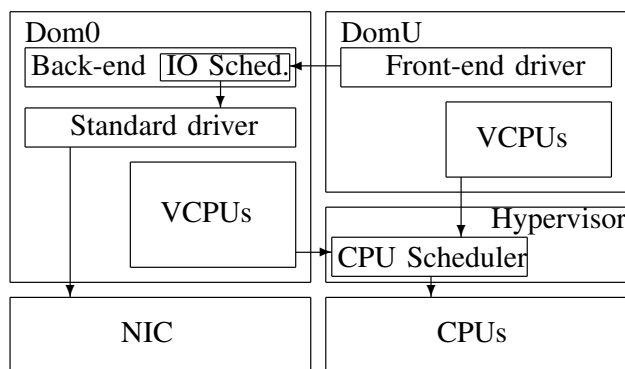 Dom0
Back-end IO Sched.
Standard driver
VCPUs
DomU
Front-end driver
VCPUs
Hypervisor
CPU Scheduler
NIC
CPUs